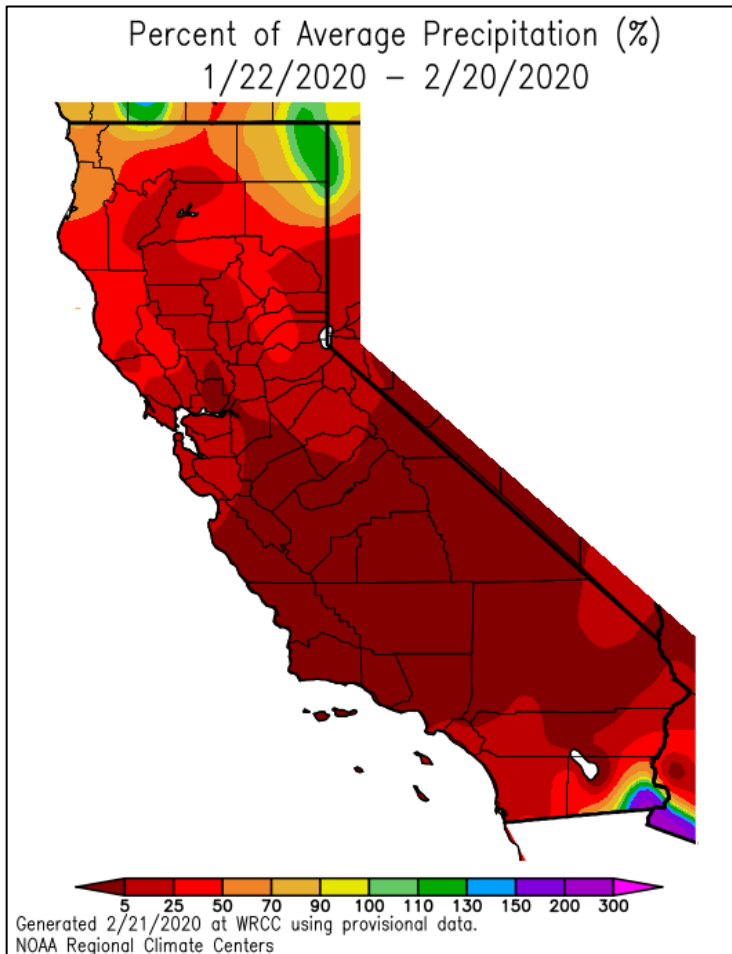 Percent of Average Precipitation (%)
1/22/2020 – 2/20/2020
5 25 50 70 90 100 110 130 150 200 300
Generated 2/21/2020 at WRCC using provisional data.
NOAA Regional Climate Centers